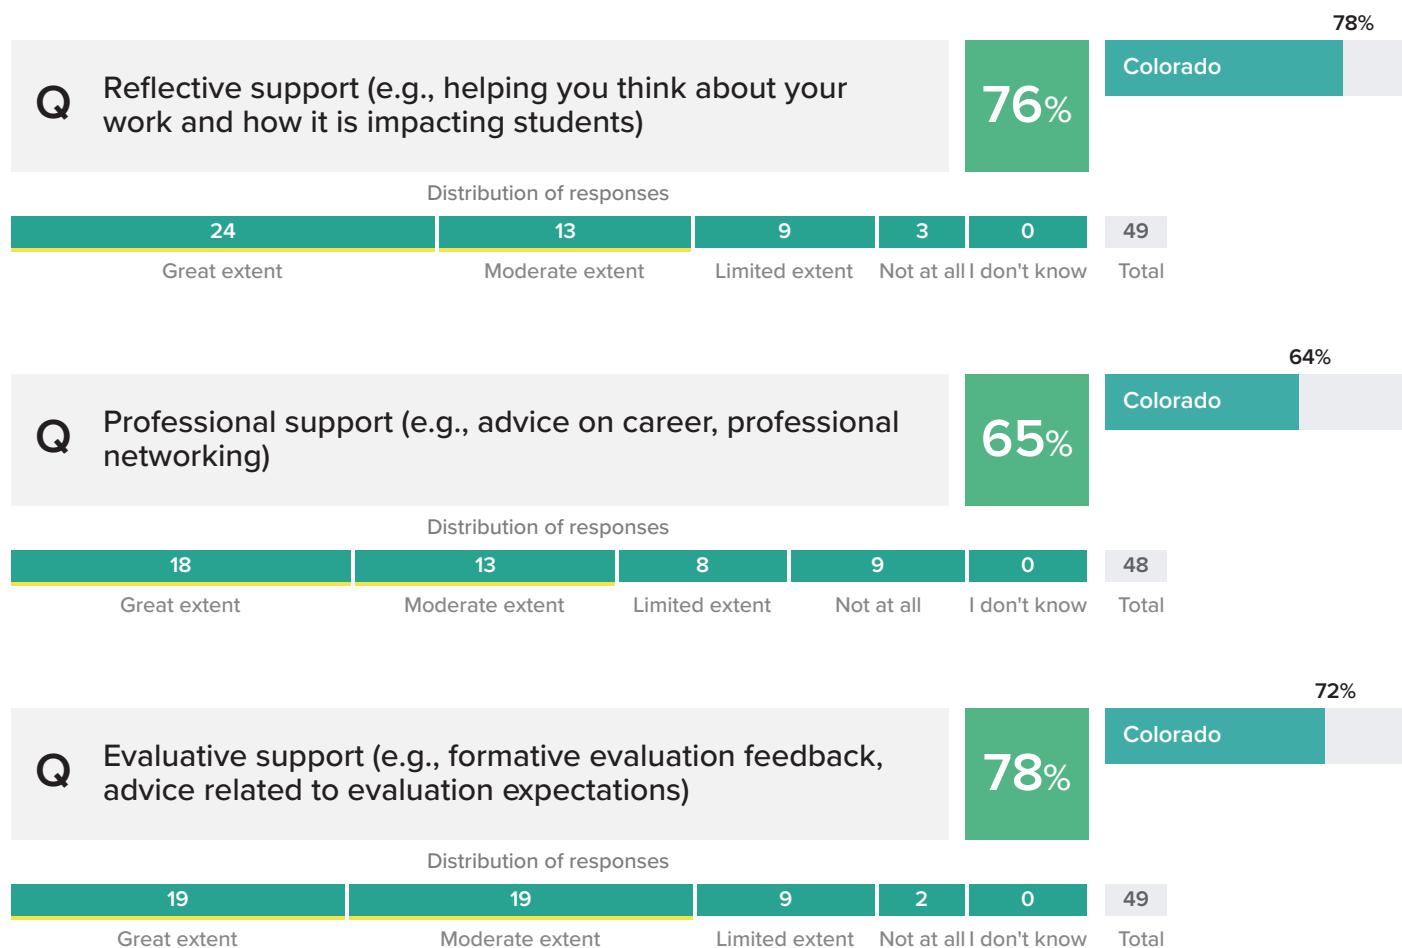 78%
Q
Reflective support (e.g., helping you think about your
work and how it is impacting students)
76%
Colorado
Distribution of responses
24 13 9 3 0 49
Great extent Moderate extent Limited extent Not at all I don't know Total
64%
Q
Professional support (e.g., advice on career, professional
networking)
65%
Colorado
Distribution of responses
18 13 8 9 0 48
Great extent Moderate extent Limited extent Not at all I don't know Total
72%
Q
Evaluative support (e.g., formative evaluation feedback,
advice related to evaluation expectations)
78%
Colorado
Distribution of responses
19 19 9 2 0 49
Great extent Moderate extent Limited extent Not at all I don't know Total